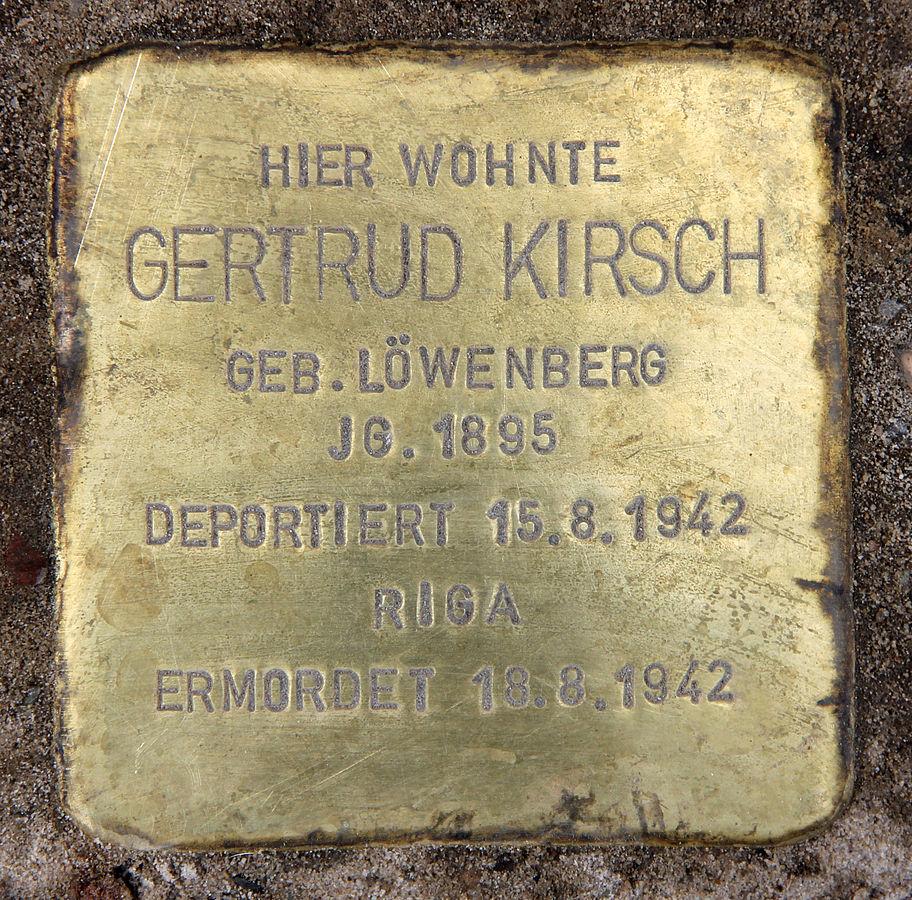 HIER WOHNTE
GERTRUD KIRSCH
GEB. LÖWENBERG
JG. 1895
DEPORTIERT 15.8.1942
RIGA
ERMORDET 18.8.1942